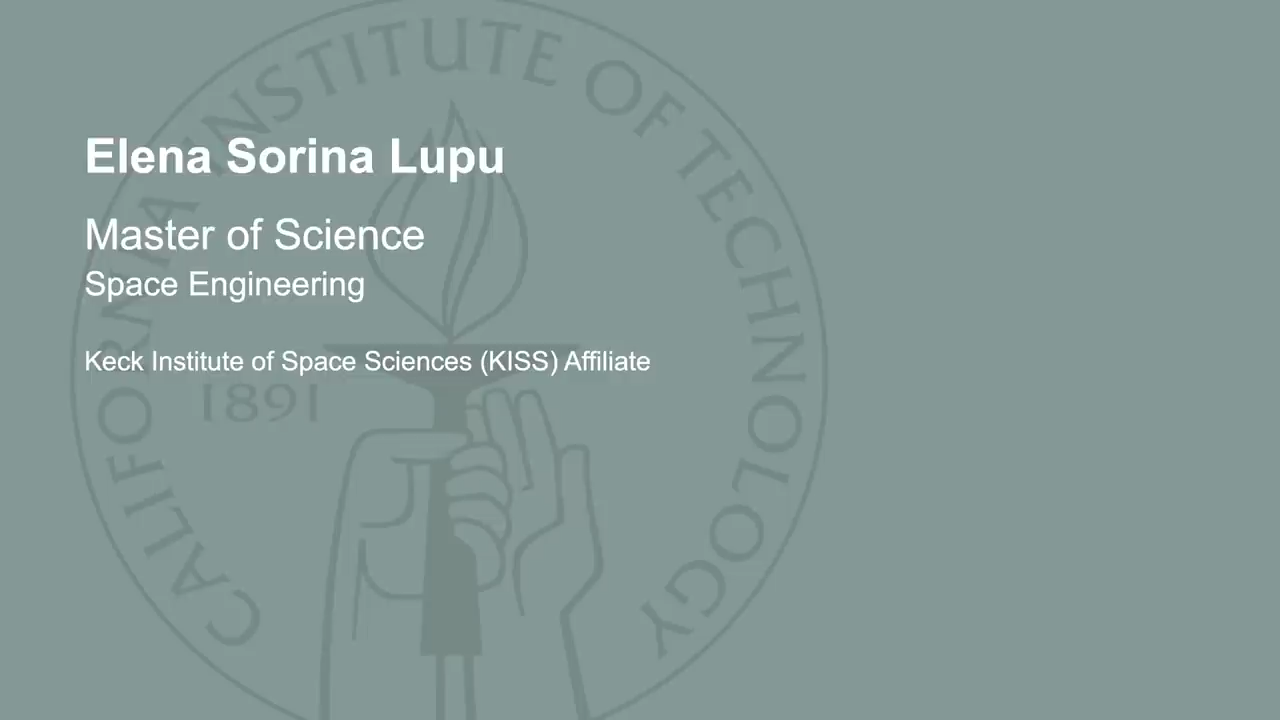 CALIFORNIA INSTITUTE OF TECHNOLOGY
Elena Sorina Lupu
Master of Science
Space Engineering
Keck Institute of Space Sciences (KISS) Affiliate
1891